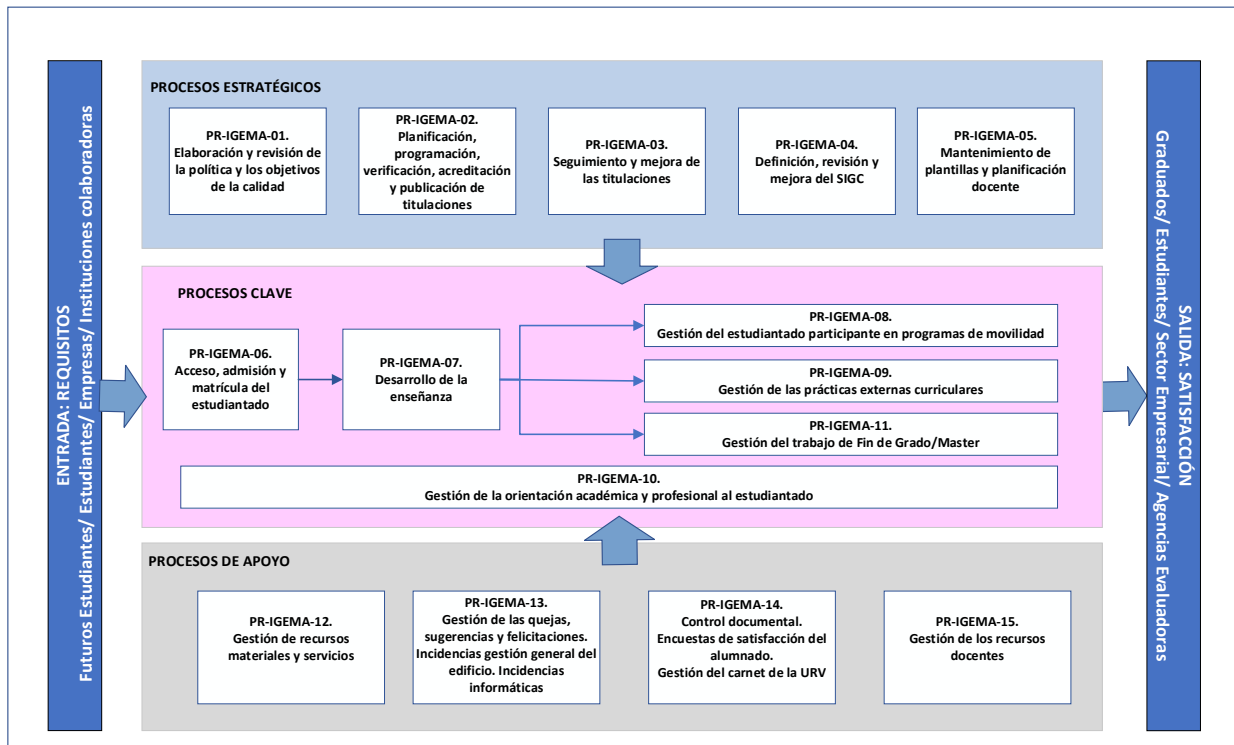 ENTRADA: REQUISITOS
Futuros Estudiantes/ Estudiantes/ Empresas/ Instituciones colaboradoras
PROCESOS ESTRATÉGICOS
PR-IGEMA-01.
Elaboración y revisión de
la política y los objetivos
de la calidad
PR-IGEMA-02.
Planificación,
programación,
verificación, acreditación
y publicación de
titulaciones
PR-IGEMA-03.
Seguimiento y mejora de
las titulaciones
PR-IGEMA-04.
Definición, revisión y
mejora del SIGC
PR-IGEMA-05.
Mantenimiento de
plantillas y planificación
docente
PROCESOS CLAVE
PR-IGEMA-06.
Acceso, admisión y
matrícula del
estudiantado
PR-IGEMA-07.
Desarrollo de la
enseñanza
PR-IGEMA-08.
Gestión del estudiantado participante en programas de movilidad
PR-IGEMA-09.
Gestión de las prácticas externas curriculares
PR-IGEMA-11.
Gestión del trabajo de Fin de Grado/Master
PR-IGEMA-10.
Gestión de la orientación académica y profesional al estudiantado
PROCESOS DE APOYO
PR-IGEMA-12.
Gestión de recursos
materiales y servicios
PR-IGEMA-13.
Gestión de las quejas,
sugerencias y felicitaciones.
Incidencias gestión general del
edificio. Incidencias
informáticas
PR-IGEMA-14.
Control documental.
Encuestas de satisfacción del
alumnado.
Gestión del carnet de la URV
PR-IGEMA-15.
Gestión de los recursos
docentes
SALIDA: SATISFACCIÓN
Graduados/ Estudiantes/ Sector Empresarial/ Agencias Evaluadoras